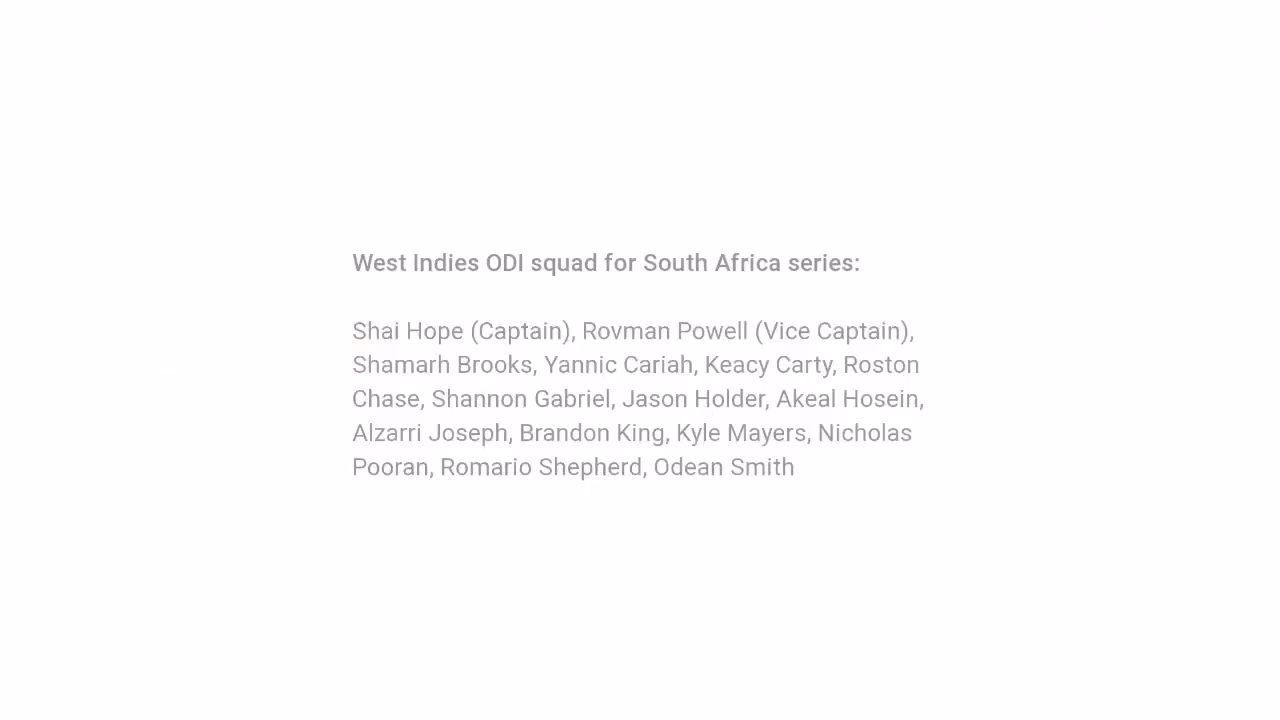 West Indies ODI squad for South Africa series:
Shai Hope (Captain), Rovman Powell (Vice Captain),
Shamarh Brooks, Yannic Cariah, Keacy Carty, Roston
Chase, Shannon Gabriel, Jason Holder, Akeal Hosein,
Alzarri Joseph, Brandon King, Kyle Mayers, Nicholas
Pooran, Romario Shepherd, Odean Smith